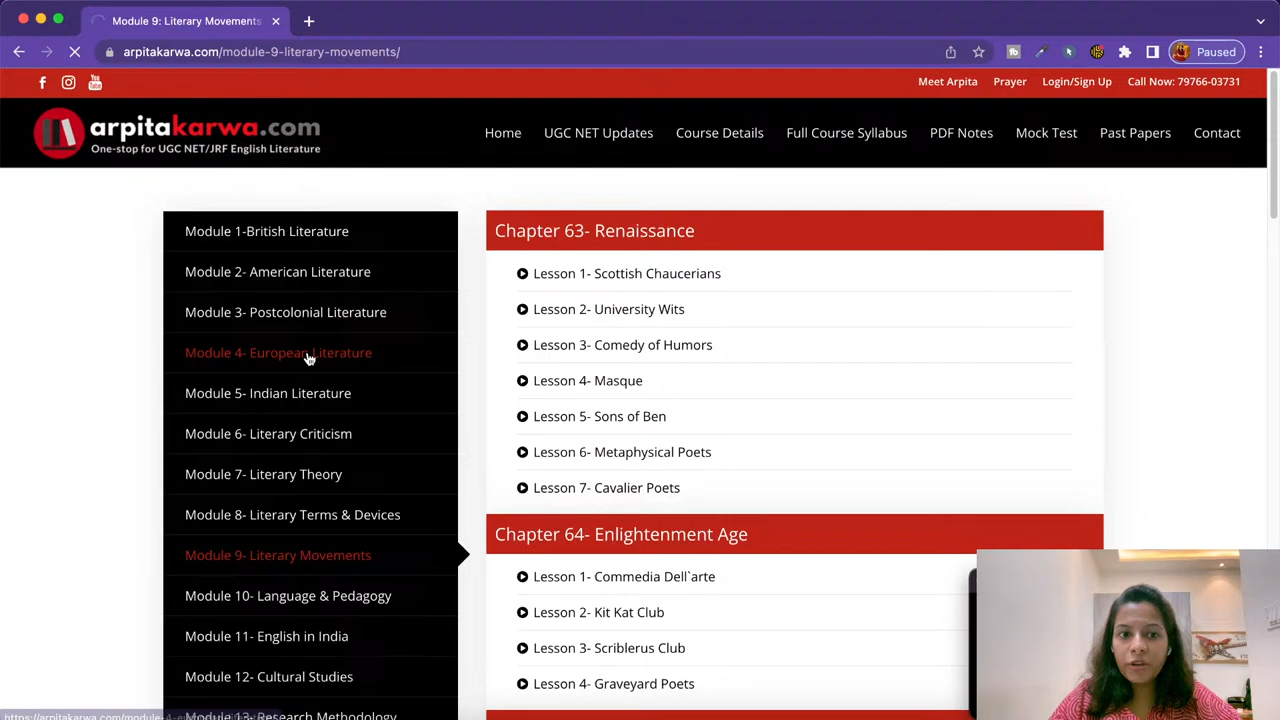 Module 9: Literary Movements
arpitakarwa.com/module-9-literary-movements/
Paused
Meet Arpita
Prayer
Login/Sign Up
Call Now: 79766-03731
arpitakarwa.com
One-stop for UGC NET/JRF English Literature
Home
UGC NET Updates
Course Details
Full Course Syllabus
PDF Notes
Mock Test
Past Papers
Contact
Module 1-British Literature
Module 2- American Literature
Module 3- Postcolonial Literature
Module 4- European Literature
Module 5- Indian Literature
Module 6- Literary Criticism
Module 7- Literary Theory
Module 8- Literary Terms & Devices
Module 9- Literary Movements
Module 10- Language & Pedagogy
Module 11- English in India
Module 12- Cultural Studies
Module 13- Research Methodology
Chapter 63- Renaissance
Lesson 1- Scottish Chaucerians
Lesson 2- University Wits
Lesson 3- Comedy of Humors
Lesson 4- Masque
Lesson 5- Sons of Ben
Lesson 6- Metaphysical Poets
Lesson 7- Cavalier Poets
Chapter 64- Enlightenment Age
Lesson 1- Commedia Dell`arte
Lesson 2- Kit Kat Club
Lesson 3- Scriblerus Club
Lesson 4- Graveyard Poets